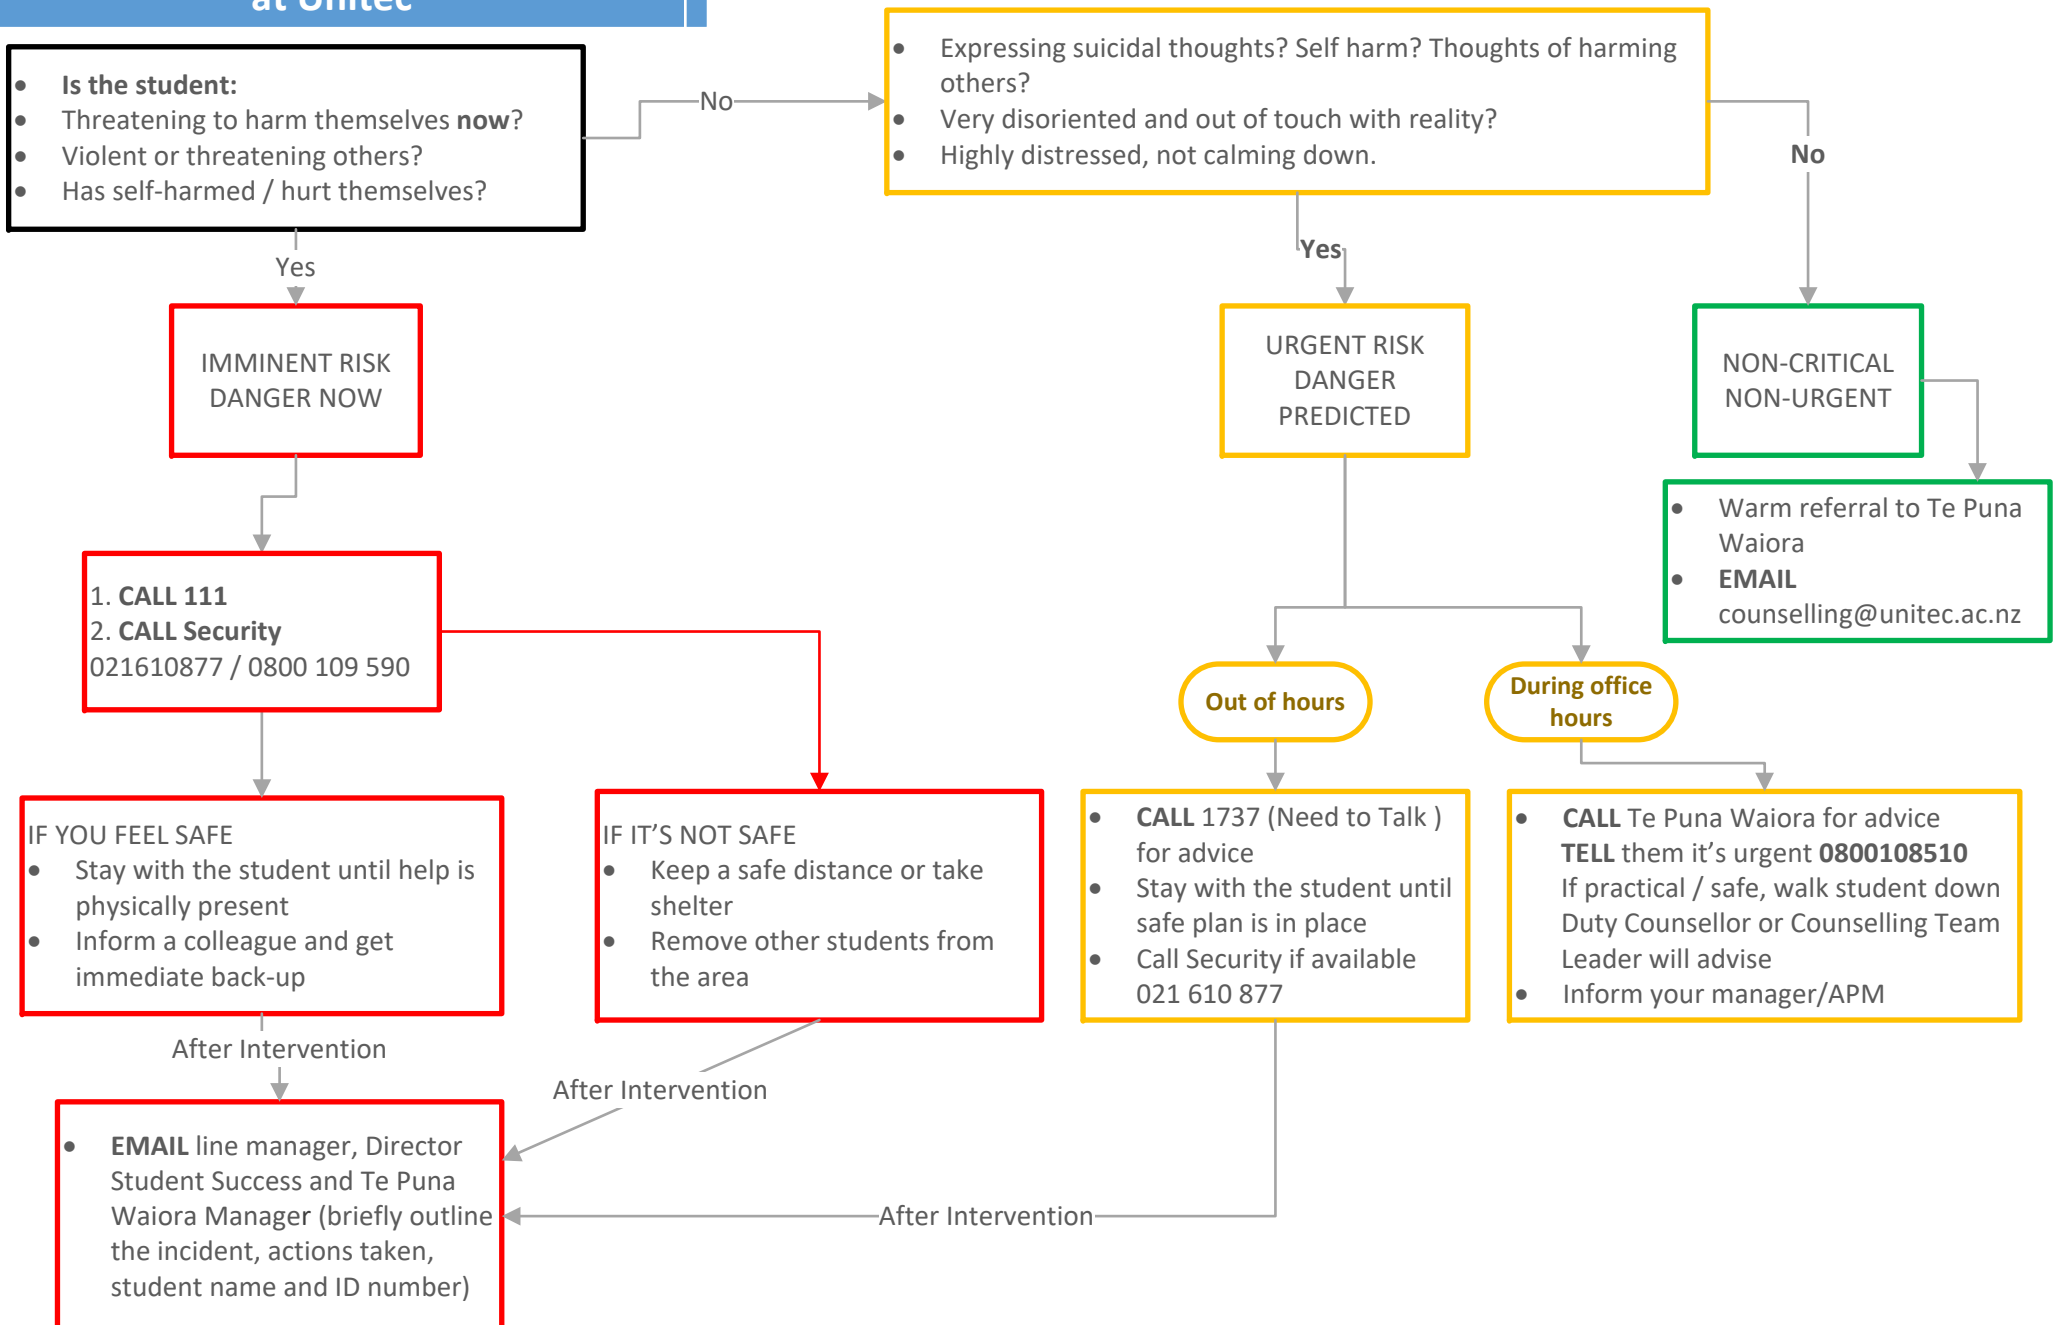 at Unitec
• Is the student:
• Threatening to harm themselves now?
• Violent or threatening others?
• Has self-harmed / hurt themselves?
No
• Expressing suicidal thoughts? Self harm? Thoughts of harming
others?
• Very disoriented and out of touch with reality?
• Highly distressed, not calming down.
No
Yes
Yes
IMMINENT RISK
DANGER NOW
URGENT RISK
DANGER
PREDICTED
NON-CRITICAL
NON-URGENT
• Warm referral to Te Puna
Waiora
• EMAIL
counselling@unitec.ac.nz
1. CALL 111
2. CALL Security
021610877 / 0800 109 590
Out of hours
During office
hours
IF YOU FEEL SAFE
• Stay with the student until help is
physically present
• Inform a colleague and get
immediate back-up
IF IT’S NOT SAFE
• Keep a safe distance or take
shelter
• Remove other students from
the area
• CALL 1737 (Need to Talk )
for advice
• Stay with the student until
safe plan is in place
• Call Security if available
021 610 877
• CALL Te Puna Waiora for advice
TELL them it’s urgent 0800108510
If practical / safe, walk student down
Duty Counsellor or Counselling Team
Leader will advise
• Inform your manager/APM
After Intervention
After Intervention
After Intervention
• EMAIL line manager, Director
Student Success and Te Puna
Waiora Manager (briefly outline
the incident, actions taken,
student name and ID number)